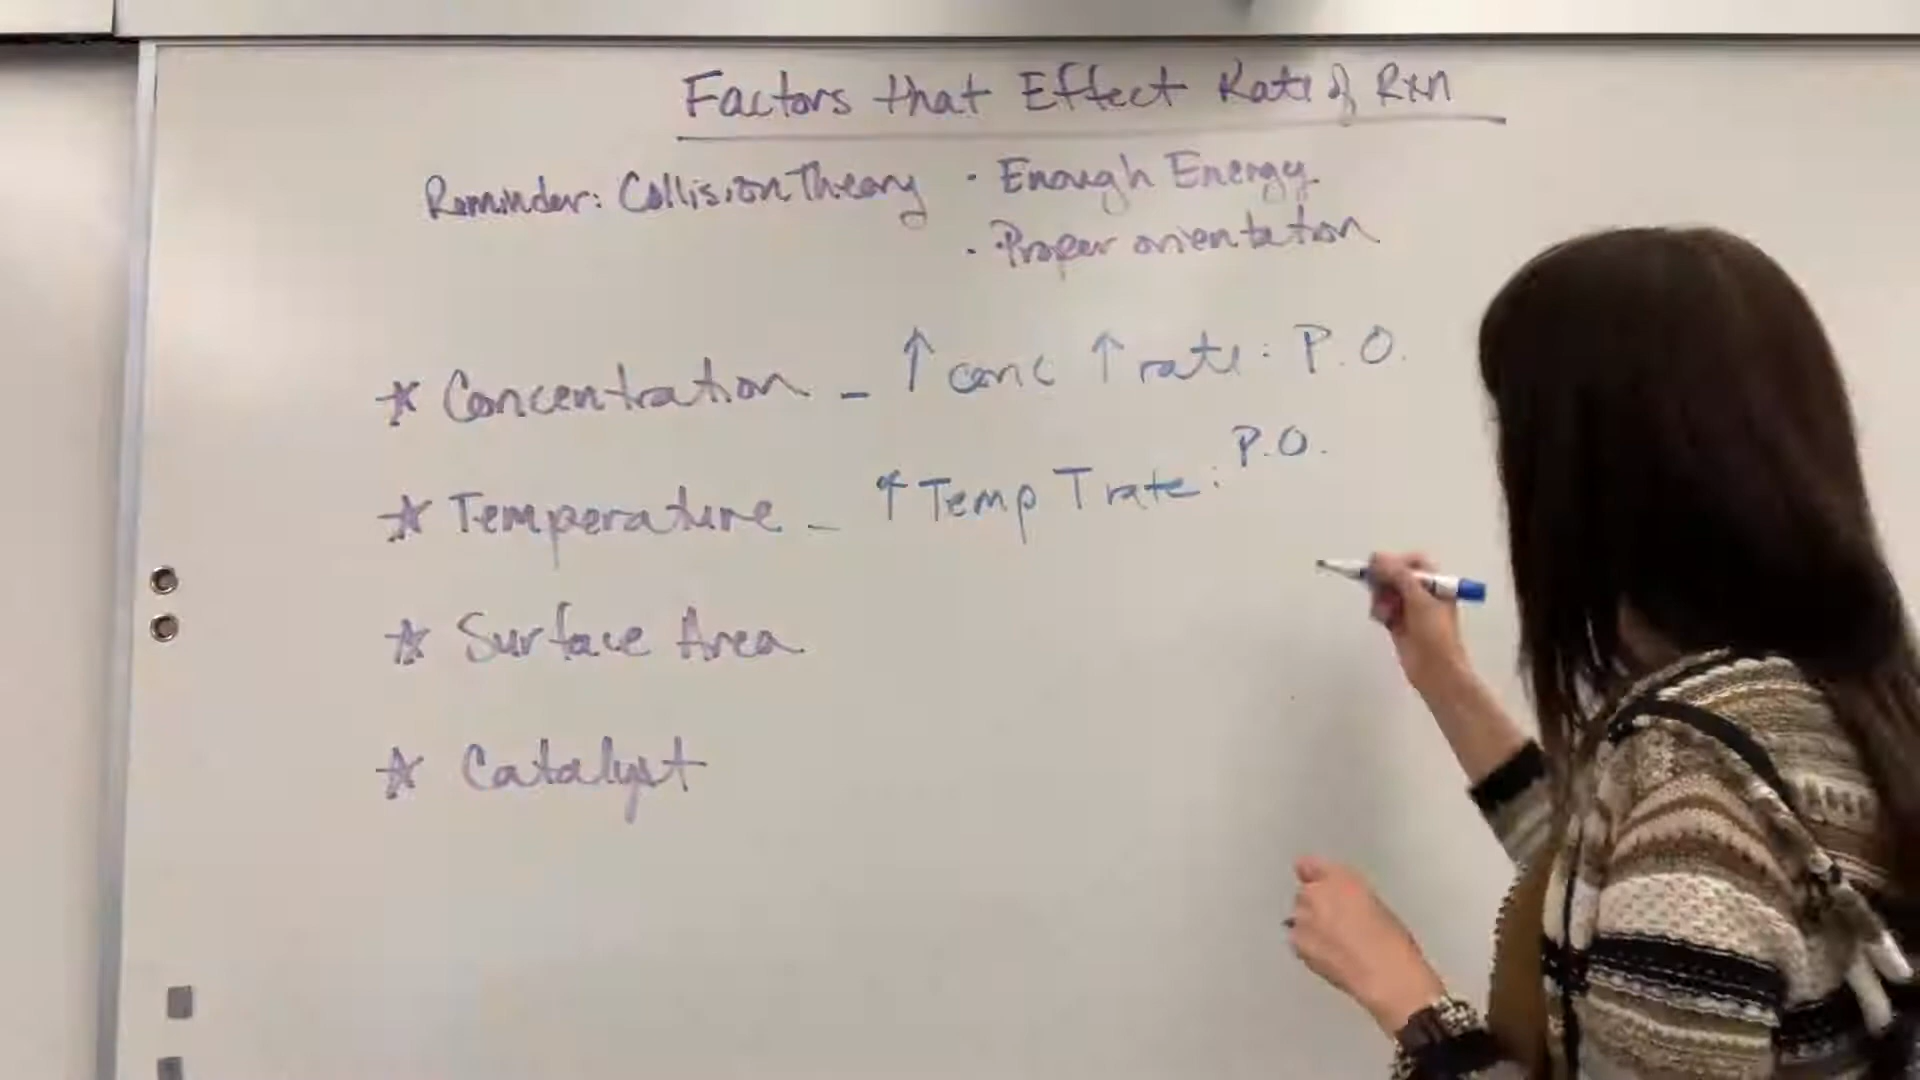 Factors that Effect Rate of Rxn
Reminder: Collision Theory · Enough Energy
· Proper orientation
☆ Concentration - ↑ conc ↑ rate: P.O.
☆ Temperature - ↑ Temp ↑ rate: P.O.
☆ Surface Area
☆ Catalyst